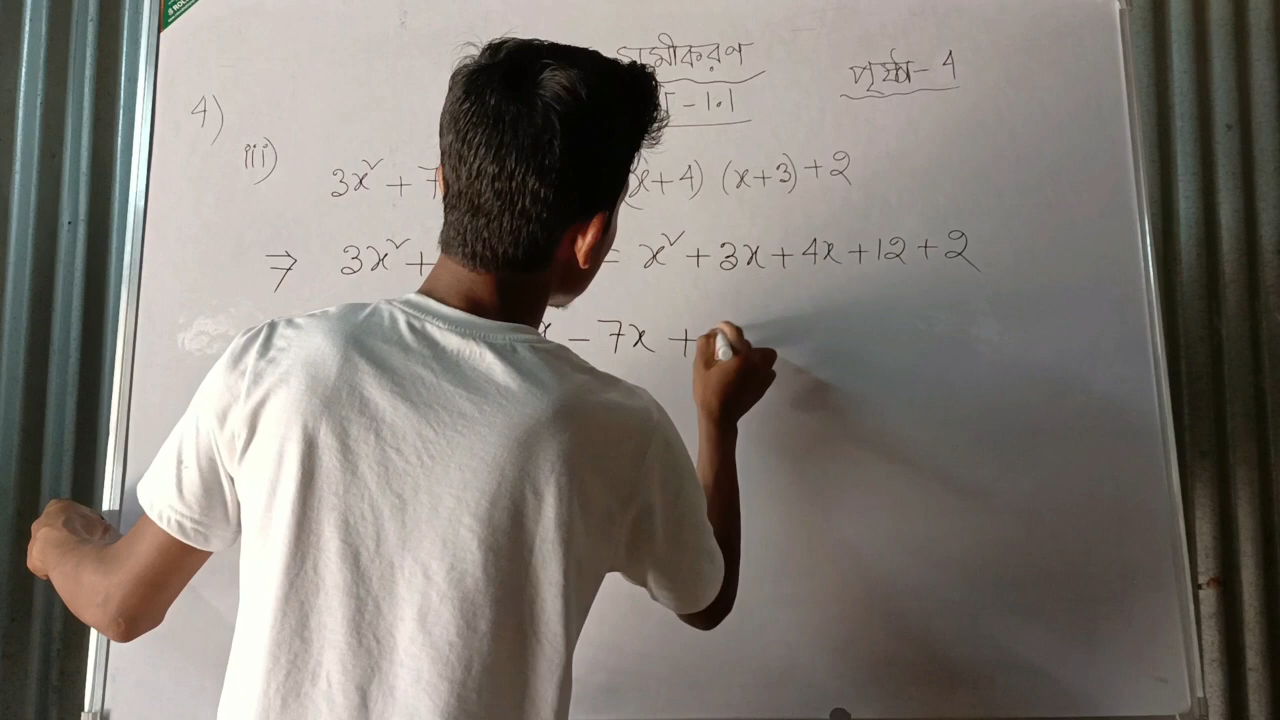 সমীকরণ
পৃষ্ঠা - 4
- 1.1
4)
iii)
3x² + 7 (x+4) (x+3) + 2
⇒ 3x² + = x² + 3x + 4x + 12 + 2
x - 7x +